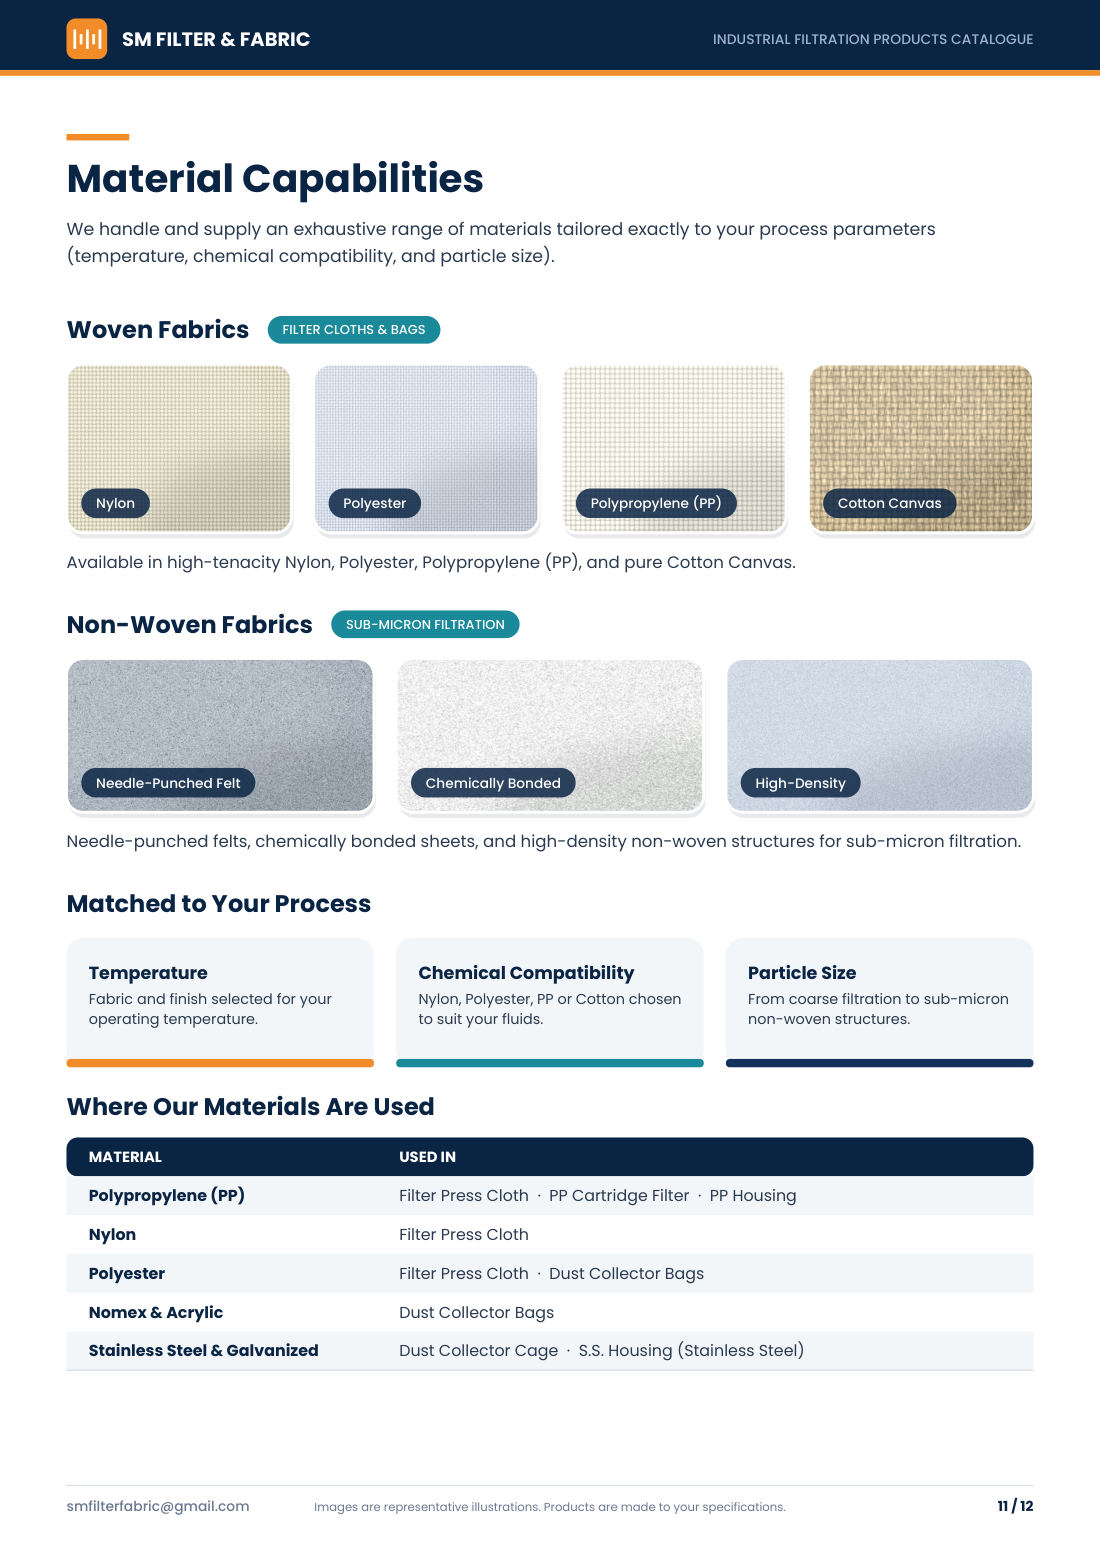 SM FILTER & FABRIC
INDUSTRIAL FILTRATION PRODUCTS CATALOGUE
Material Capabilities
We handle and supply an exhaustive range of materials tailored exactly to your process parameters
(temperature, chemical compatibility, and particle size).
Woven Fabrics
FILTER CLOTHS & BAGS
Nylon
Polyester
Polypropylene (PP)
Cotton Canvas
Available in high-tenacity Nylon, Polyester, Polypropylene (PP), and pure Cotton Canvas.
Non-Woven Fabrics
SUB-MICRON FILTRATION
Needle-Punched Felt
Chemically Bonded
High-Density
Needle-punched felts, chemically bonded sheets, and high-density non-woven structures for sub-micron filtration.
Matched to Your Process
Temperature
Fabric and finish selected for your
operating temperature.
Chemical Compatibility
Nylon, Polyester, PP or Cotton chosen
to suit your fluids.
Particle Size
From coarse filtration to sub-micron
non-woven structures.
Where Our Materials Are Used
MATERIAL USED IN
Polypropylene (PP) Filter Press Cloth · PP Cartridge Filter · PP Housing
Nylon Filter Press Cloth
Polyester Filter Press Cloth · Dust Collector Bags
Nomex & Acrylic Dust Collector Bags
Stainless Steel & Galvanized Dust Collector Cage · S.S. Housing (Stainless Steel)
smfilterfabric@gmail.com
Images are representative illustrations. Products are made to your specifications.
11 / 12